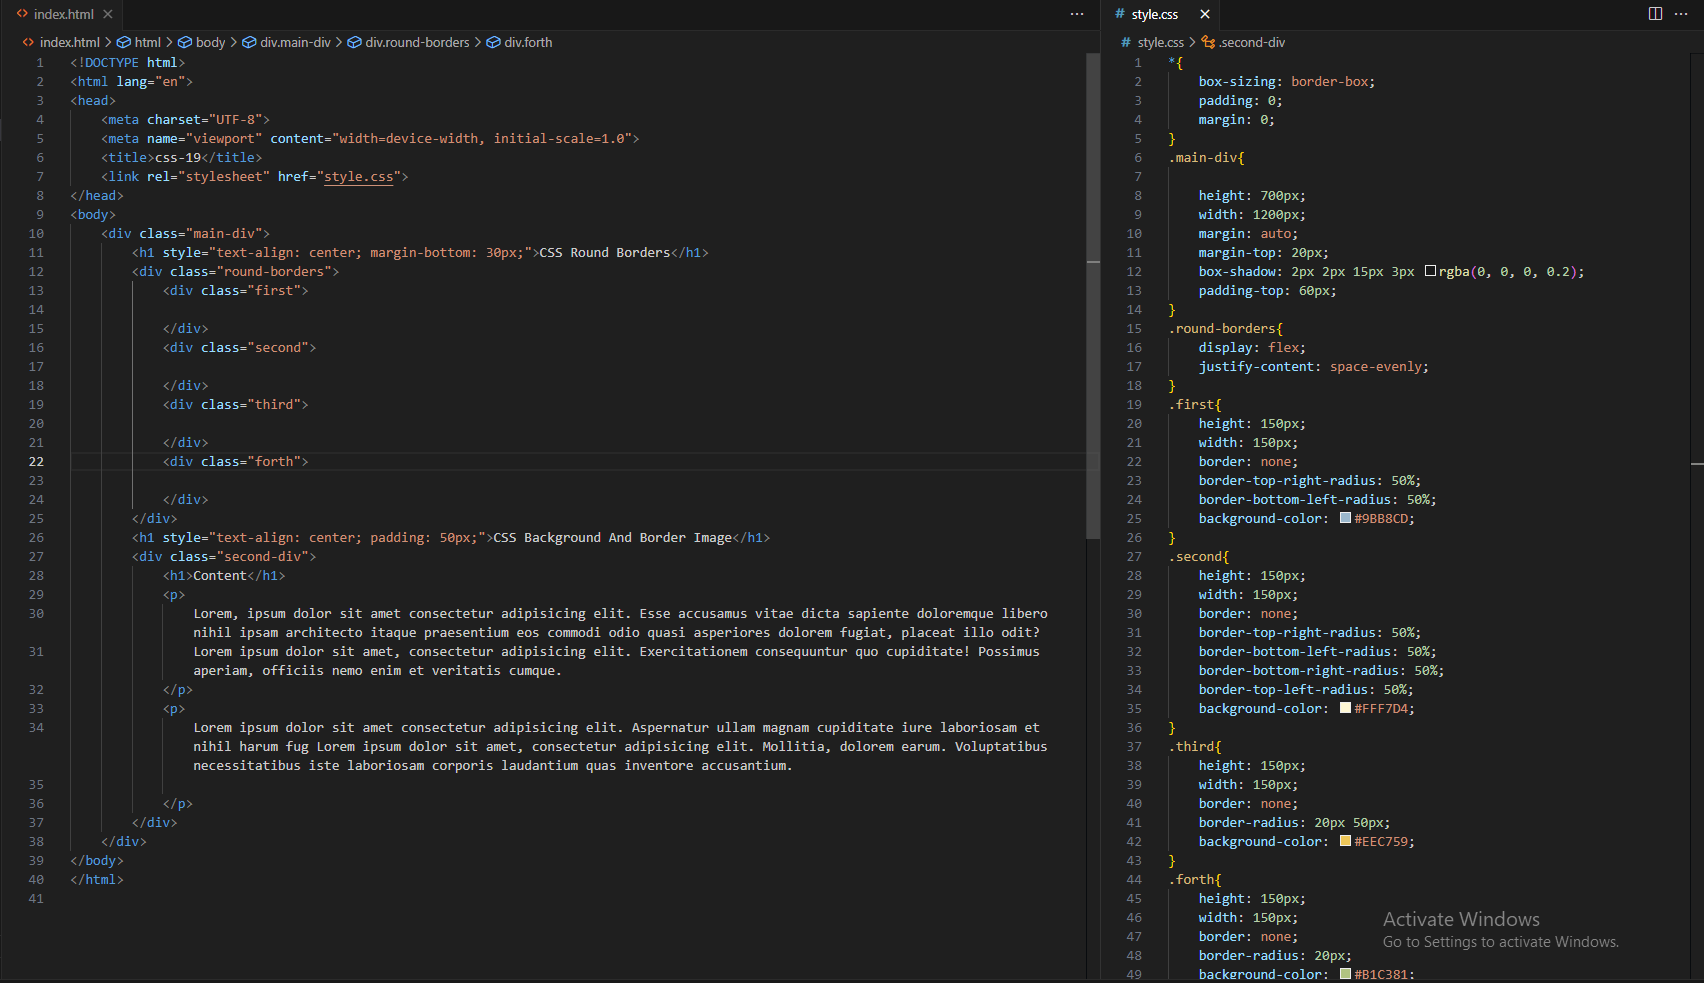 index.html
index.html > html > body > div.main-div > div.round-borders > div.forth
1 <!DOCTYPE html>
2 <html lang="en">
3 <head>
4 <meta charset="UTF-8">
5 <meta name="viewport" content="width=device-width, initial-scale=1.0">
6 <title>css-19</title>
7 <link rel="stylesheet" href="style.css">
8 </head>
9 <body>
10 <div class="main-div">
11 <h1 style="text-align: center; margin-bottom: 30px;">CSS Round Borders</h1>
12 <div class="round-borders">
13 <div class="first">
14
15 </div>
16 <div class="second">
17
18 </div>
19 <div class="third">
20
21 </div>
22 <div class="forth">
23
24 </div>
25 </div>
26 <h1 style="text-align: center; padding: 50px;">CSS Background And Border Image</h1>
27 <div class="second-div">
28 <h1>Content</h1>
29 <p>
30 Lorem, ipsum dolor sit amet consectetur adipisicing elit. Esse accusamus vitae dicta sapiente doloremque libero
nihil ipsam architecto itaque praesentium eos commodi odio quasi asperiores dolorem fugiat, placeat illo odit?
31 Lorem ipsum dolor sit amet, consectetur adipisicing elit. Exercitationem consequuntur quo cupiditate! Possimus
aperiam, officiis nemo enim et veritatis cumque.
32 </p>
33 <p>
34 Lorem ipsum dolor sit amet consectetur adipisicing elit. Aspernatur ullam magnam cupiditate iure laboriosam et
nihil harum fug Lorem ipsum dolor sit amet, consectetur adipisicing elit. Mollitia, dolorem earum. Voluptatibus
necessitatibus iste laboriosam corporis laudantium quas inventore accusantium.
35
36 </p>
37 </div>
38 </div>
39 </body>
40 </html>
41
# style.css
# style.css > .second-div
1 *{
2 box-sizing: border-box;
3 padding: 0;
4 margin: 0;
5 }
6 .main-div{
7
8 height: 700px;
9 width: 1200px;
10 margin: auto;
11 margin-top: 20px;
12 box-shadow: 2px 2px 15px 3px rgba(0, 0, 0, 0.2);
13 padding-top: 60px;
14 }
15 .round-borders{
16 display: flex;
17 justify-content: space-evenly;
18 }
19 .first{
20 height: 150px;
21 width: 150px;
22 border: none;
23 border-top-right-radius: 50%;
24 border-bottom-left-radius: 50%;
25 background-color: #9BB8CD;
26 }
27 .second{
28 height: 150px;
29 width: 150px;
30 border: none;
31 border-top-right-radius: 50%;
32 border-bottom-left-radius: 50%;
33 border-bottom-right-radius: 50%;
34 border-top-left-radius: 50%;
35 background-color: #FFF7D4;
36 }
37 .third{
38 height: 150px;
39 width: 150px;
40 border: none;
41 border-radius: 20px 50px;
42 background-color: #EEC759;
43 }
44 .forth{
45 height: 150px;
46 width: 150px;
47 border: none;
48 border-radius: 20px;
49 background-color: #B1C381;
Activate Windows
Go to Settings to activate Windows.